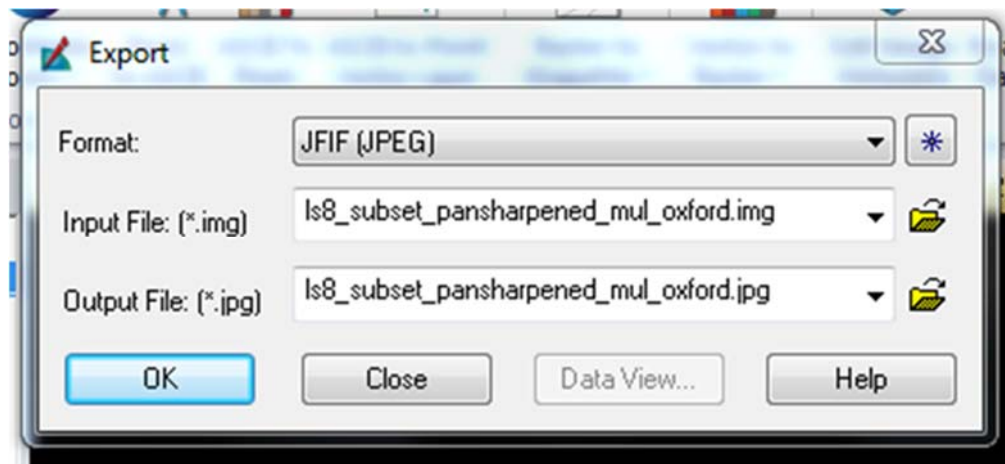 Export
Format:
JFIF (JPEG)
Input File: (*.img)
ls8_subset_pansharpened_mul_oxford.img
Output File: (*.jpg)
ls8_subset_pansharpened_mul_oxford.jpg
OK Close Data View... Help